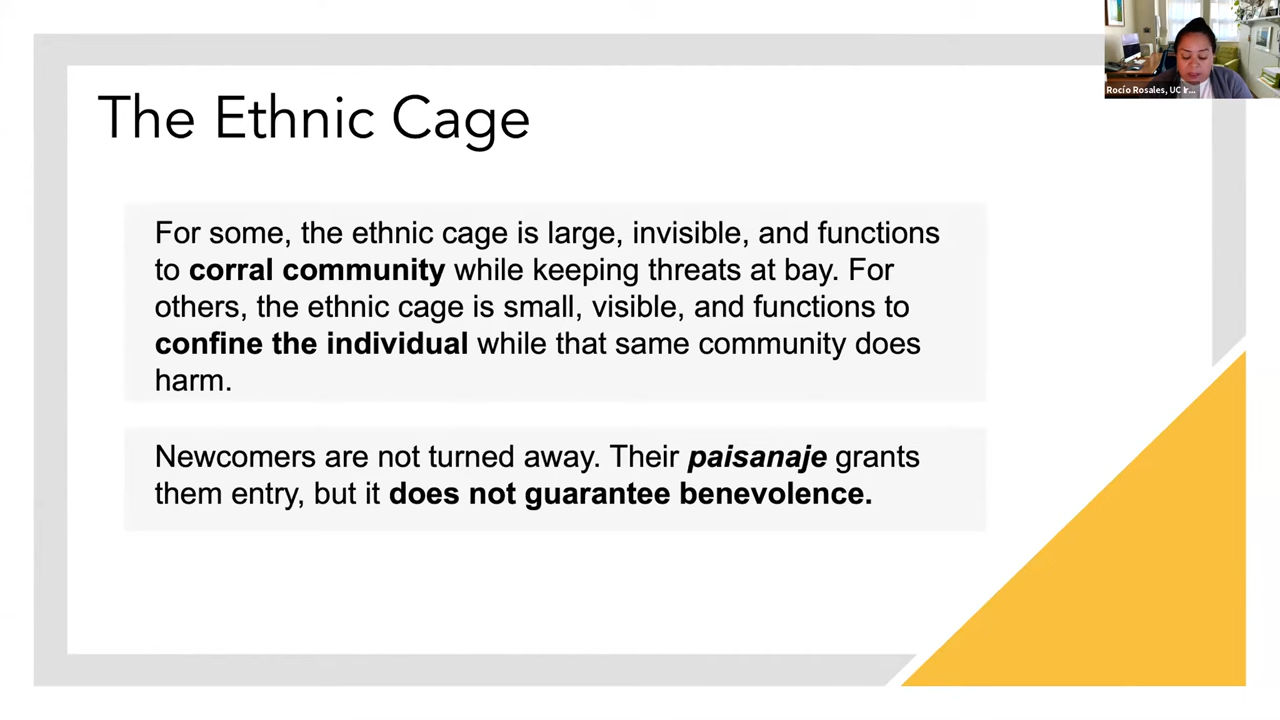 Rocío Rosales, UC Ir...
The Ethnic Cage
For some, the ethnic cage is large, invisible, and functions
to corral community while keeping threats at bay. For
others, the ethnic cage is small, visible, and functions to
confine the individual while that same community does
harm.
Newcomers are not turned away. Their paisanaje grants
them entry, but it does not guarantee benevolence.